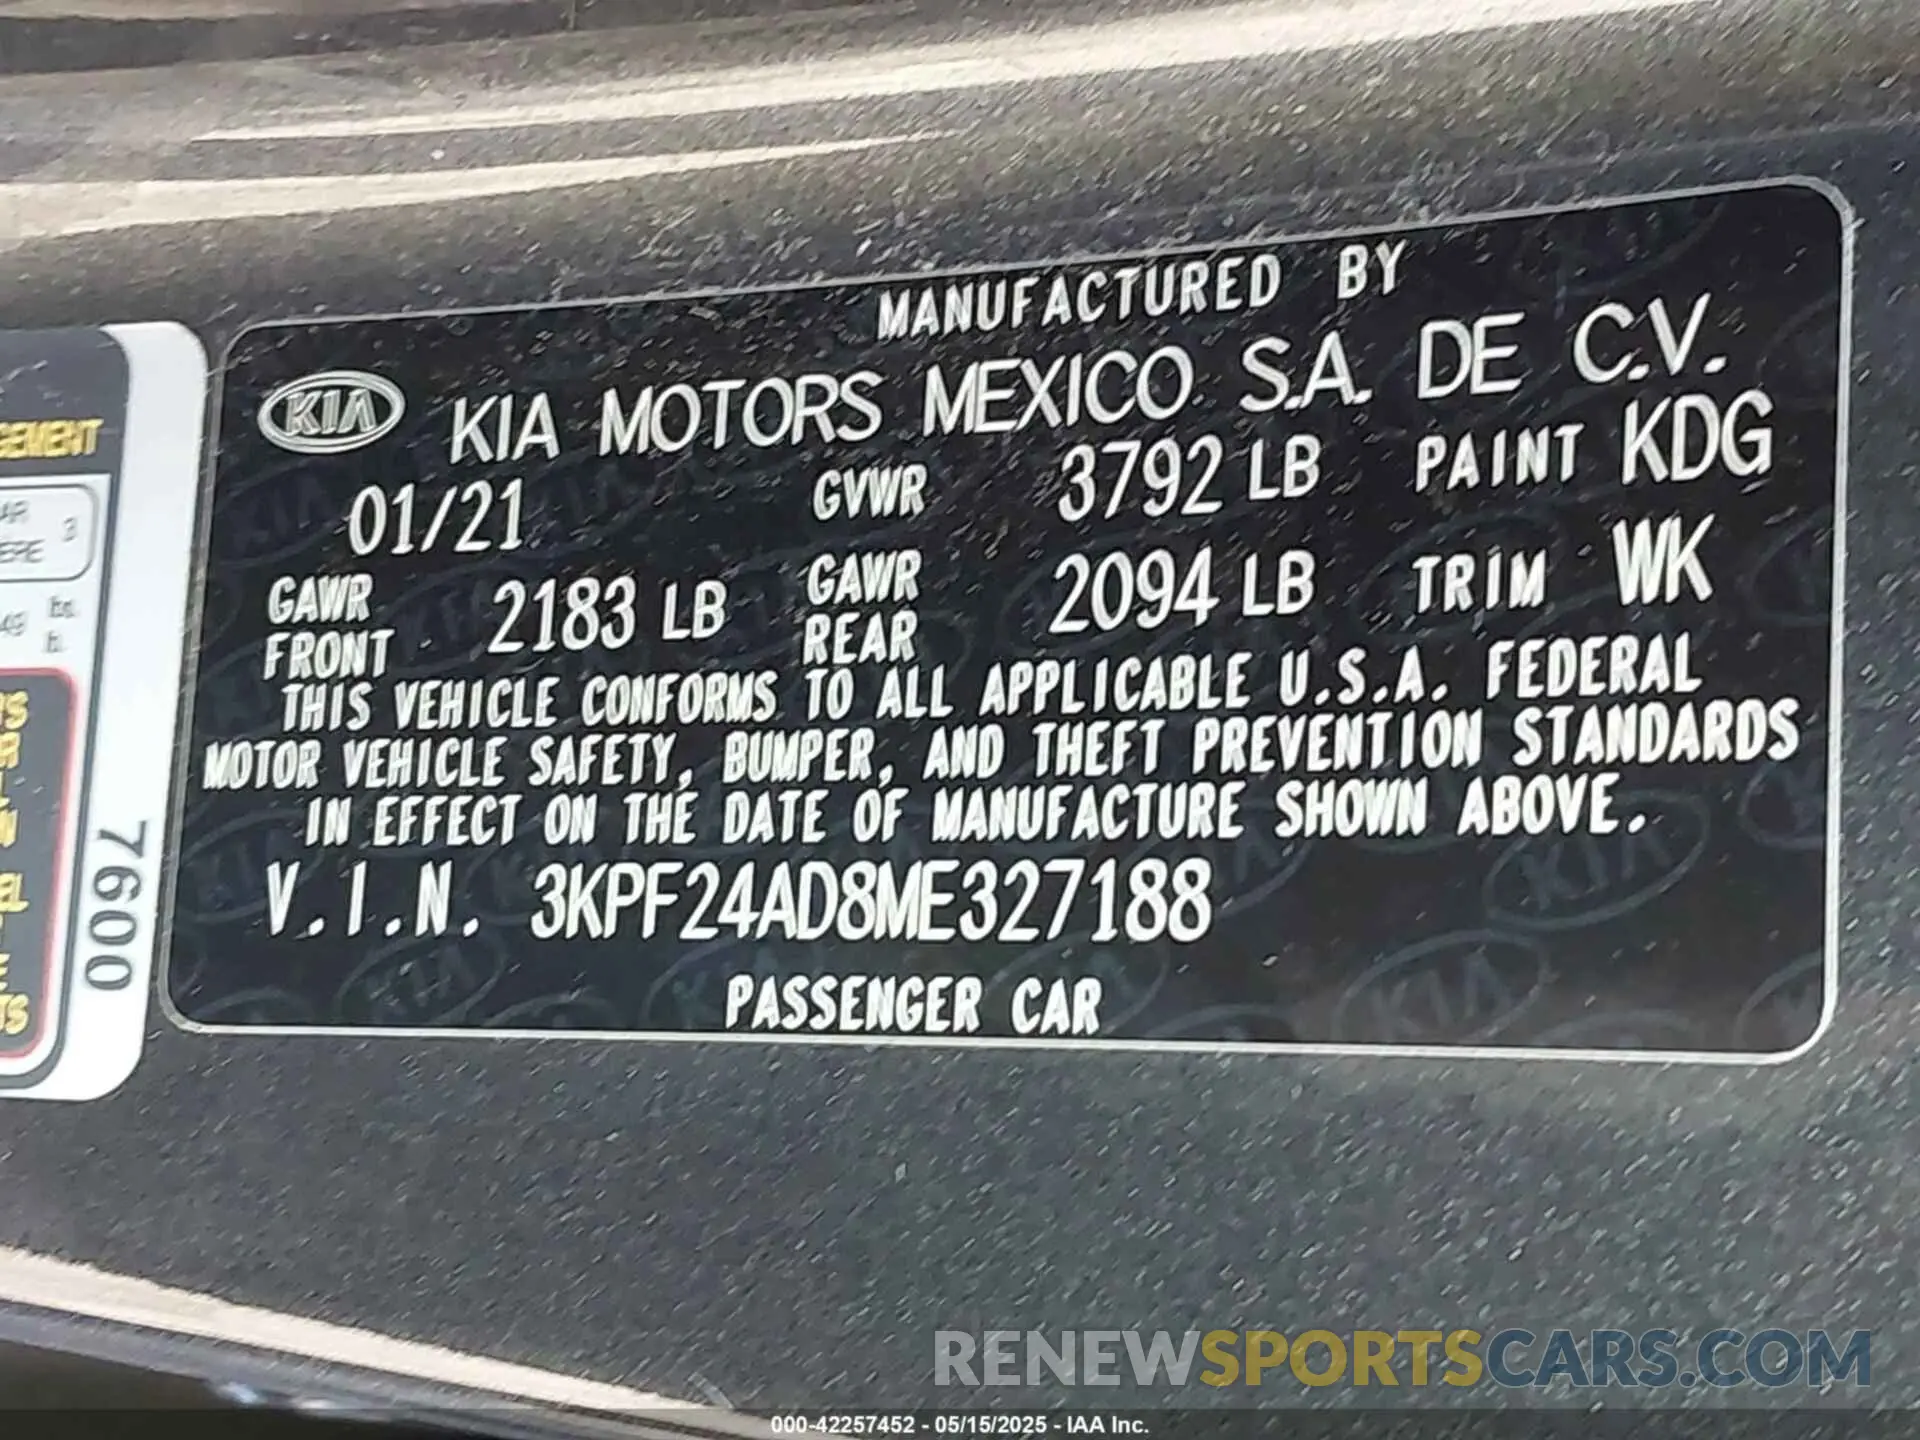 MANUFACTURED BY
KIA KIA MOTORS MEXICO S.A. DE C.V.
01/21 GVWR 3792 LB PAINT KDG
GAWR FRONT 2183 LB GAWR REAR 2094 LB TRIM WK
THIS VEHICLE CONFORMS TO ALL APPLICABLE U.S.A. FEDERAL
MOTOR VEHICLE SAFETY, BUMPER, AND THEFT PREVENTION STANDARDS
IN EFFECT ON THE DATE OF MANUFACTURE SHOWN ABOVE.
V.I.N. 3KPF24AD8ME327188
PASSENGER CAR
7600
RENEWSPORTSCARS.COM
000-42257452 - 05/15/2025 - IAA Inc.